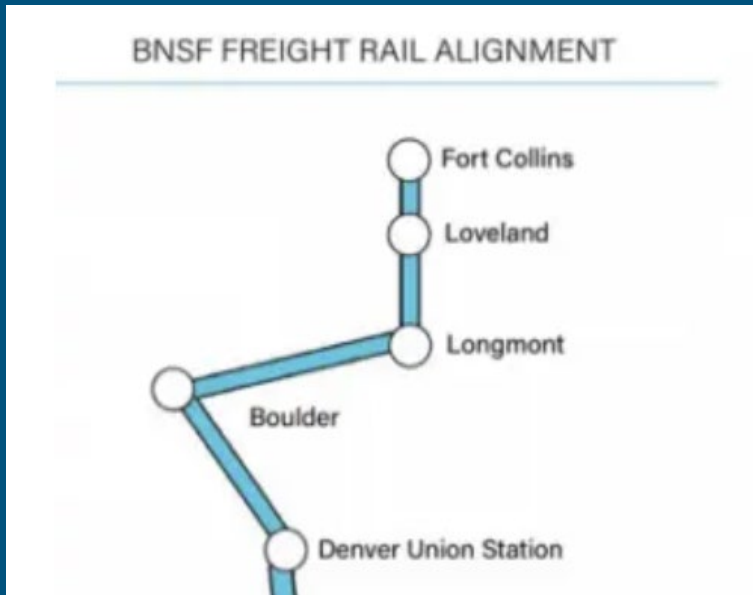 BNSF FREIGHT RAIL ALIGNMENT
Fort Collins
Loveland
Longmont
Boulder
Denver Union Station